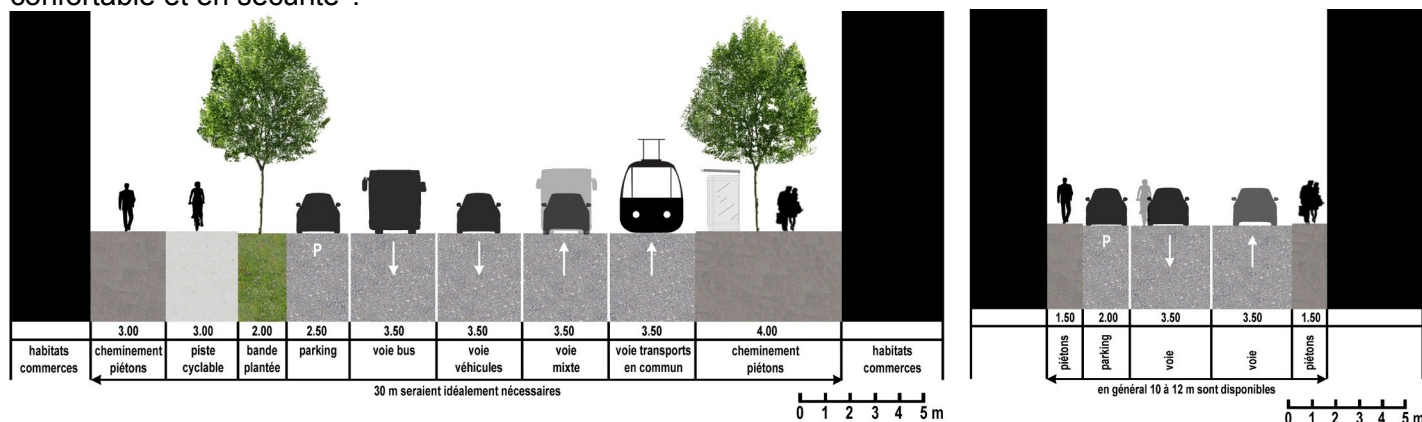 confortable et en sécurité".
P
3.00 3.00 2.00 2.50 3.50 3.50 3.50 3.50 4.00
habitats commerces
cheminement piétons
piste cyclable
bande plantée
parking
voie bus
voie véhicules
voie mixte
voie transports en commun
cheminement piétons
habitats commerces
30 m seraient idéalement nécessaires
0 1 2 3 4 5 m
P
1.50 2.00 3.50 3.50 1.50
piétons
parking
voie
voie
piétons
en général 10 à 12 m sont disponibles
0 1 2 3 4 5 m